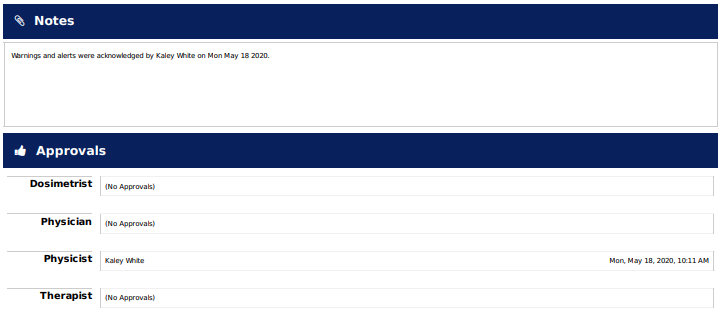 Notes
Warnings and alerts were acknowledged by Kaley White on Mon May 18 2020.
Approvals
Dosimetrist (No Approvals)
Physician (No Approvals)
Physicist Kaley White Mon, May 18, 2020, 10:11 AM
Therapist (No Approvals)